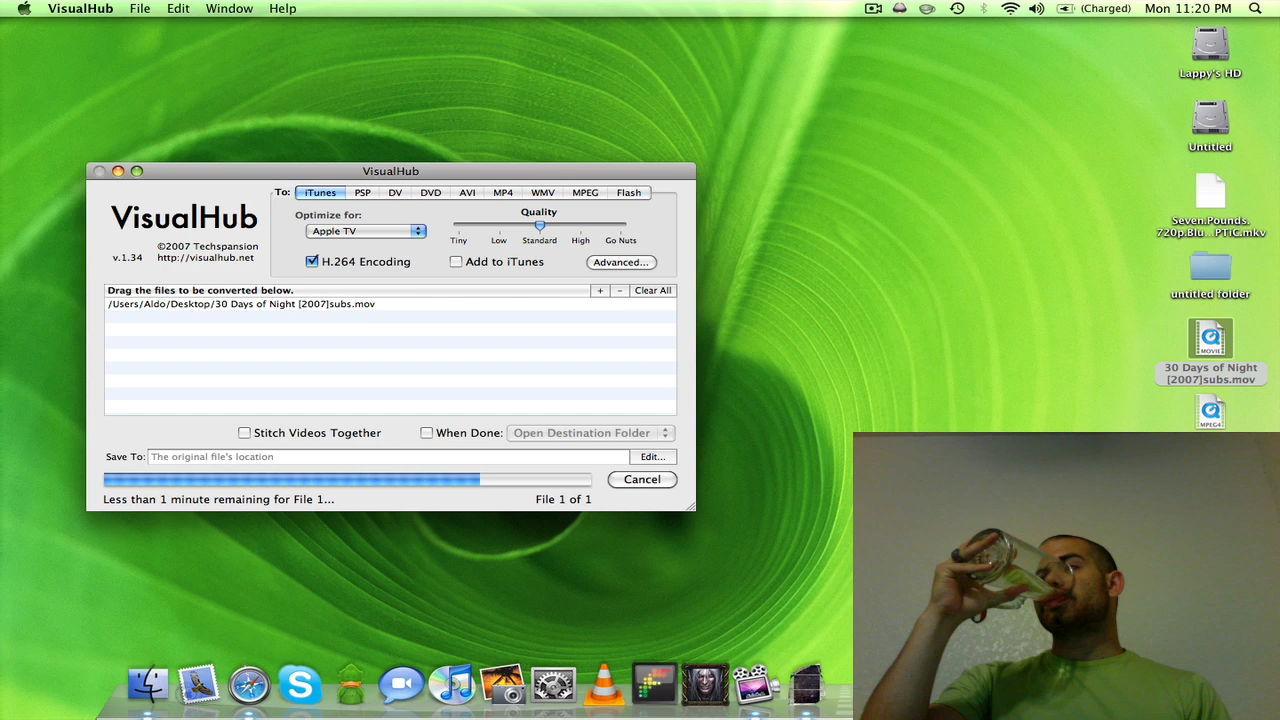 VisualHub File Edit Window Help
(Charged) Mon 11:20 PM
Lappy's HD
Untitled
Seven.Pounds.
720p.Blu...PTIC.mkv
untitled folder
MOVIE
30 Days of Night
[2007]subs.mov
MPEG4
VisualHub
To: iTunes PSP DV DVD AVI MP4 WMV MPEG Flash
VisualHub
©2007 Techspansion
v.1.34 http://visualhub.net
Optimize for:
Apple TV
Quality
Tiny Low Standard High Go Nuts
H.264 Encoding Add to iTunes Advanced...
Drag the files to be converted below. + - Clear All
/Users/Aldo/Desktop/30 Days of Night [2007]subs.mov
Stitch Videos Together When Done: Open Destination Folder
Save To: The original file's location Edit...
Cancel
Less than 1 minute remaining for File 1... File 1 of 1